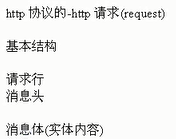 http 协议的-http 请求(request)
基本结构
请求行
消息头
消息体(实体内容)